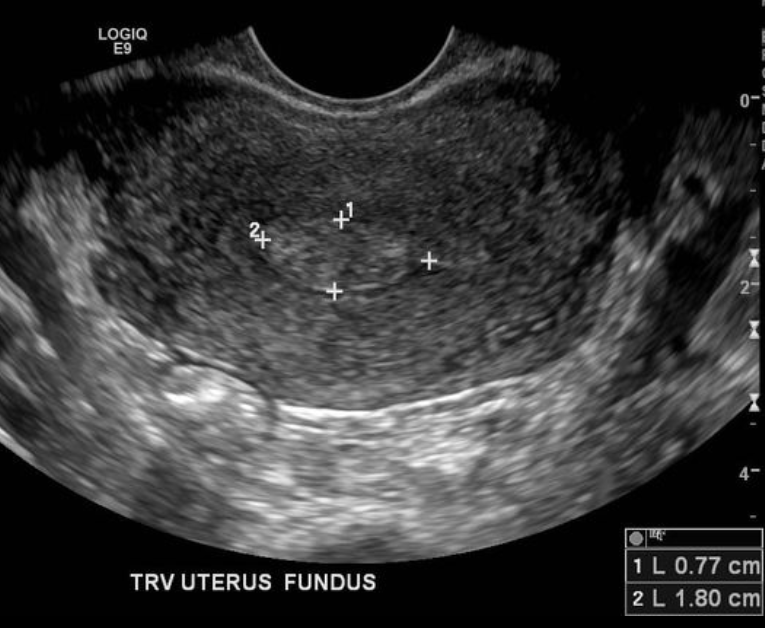 LOGIQ
E9
0
1
2
2
4
1 L 0.77 cm
2 L 1.80 cm
TRV UTERUS FUNDUS